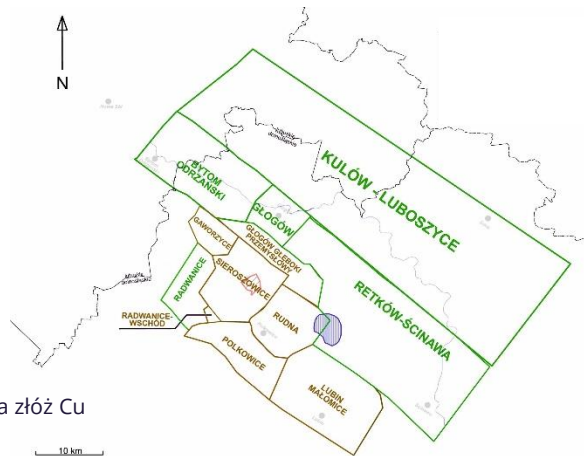 N
KULÓW - LUBOSZYCE
BYTOM
ODRZAŃSKI
GŁOGÓW
GŁOGÓW GŁĘBOKI
PRZEMYSŁOWY
GAWORZYCE
RADWANICE
SIEROSZOWICE
RETKÓW-ŚCINAWA
RADWANICE-
WSCHÓD
RUDNA
POLKOWICE
LUBIN
MAŁOMICE
a złóż Cu
10 km